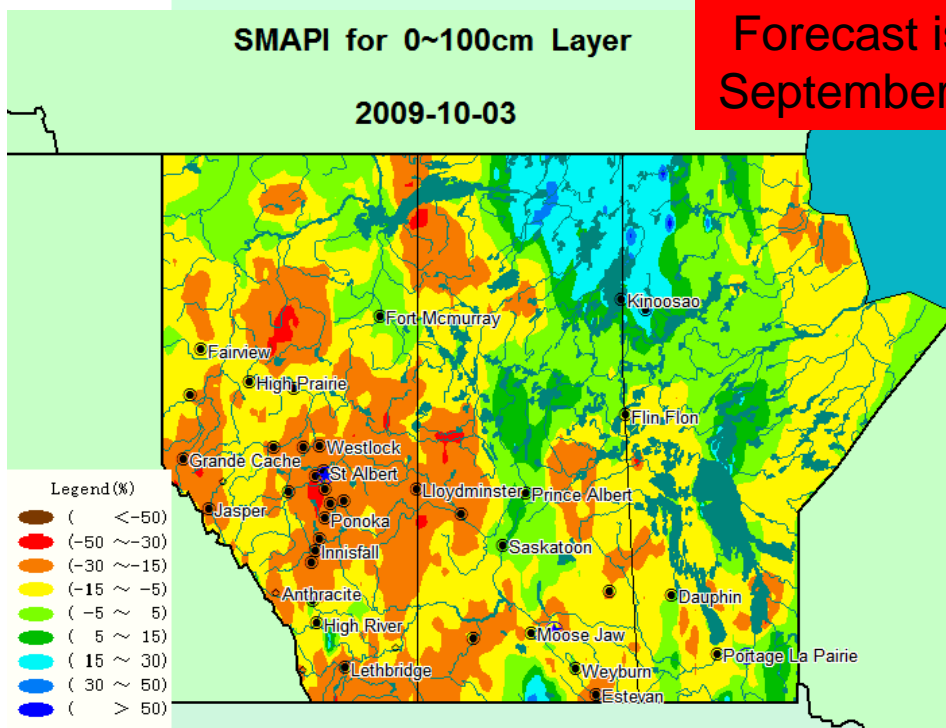 SMAPI for 0~100cm Layer
2009-10-03
Forecast is
September
Kinoosao
Fort Mcmurray
Fairview
High Prairie
Flin Flon
Westlock
Grande Cache
St Albert
Lloydminster
Prince Albert
Jasper
Ponoka
Saskatoon
Innisfall
Anthracite
Dauphin
High River
Moose Jaw
Portage La Pairie
Lethbridge
Weyburn
Estevan
Legend(%)
( <-50)
(-50 ～-30)
(-30 ～-15)
(-15 ～ -5)
( -5 ～ 5)
( 5 ～ 15)
( 15 ～ 30)
( 30 ～ 50)
( > 50)